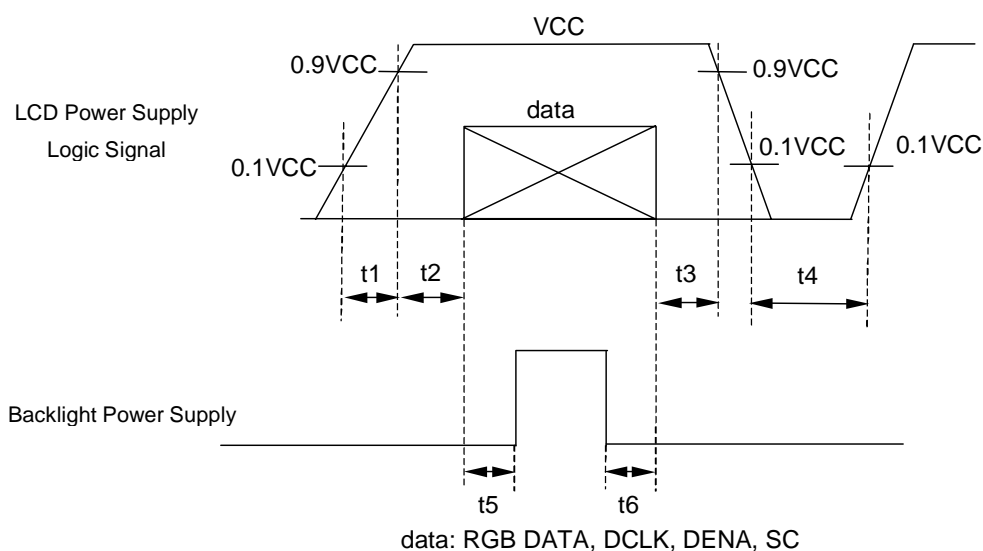 VCC
0.9VCC
0.9VCC
LCD Power Supply
Logic Signal
data
0.1VCC
0.1VCC
0.1VCC
t1
t2
t3
t4
Backlight Power Supply
t5
t6
data: RGB DATA, DCLK, DENA, SC